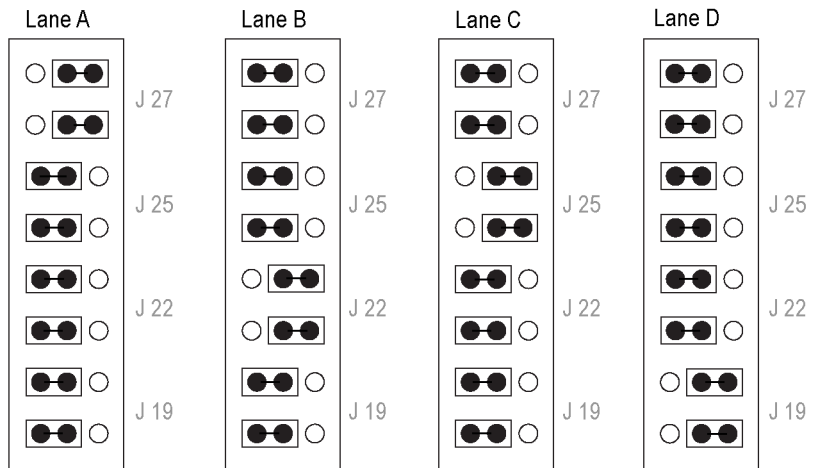 Lane A Lane B Lane C Lane D
J 27 J 27 J 27 J 27
J 25 J 25 J 25 J 25
J 22 J 22 J 22 J 22
J 19 J 19 J 19 J 19